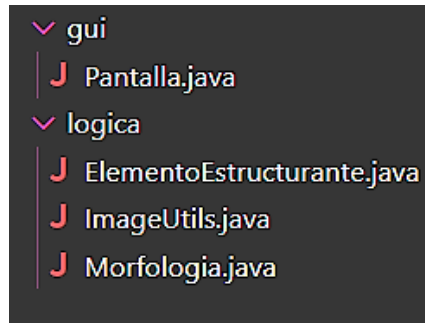 gui
J Pantalla.java
logica
J ElementoEstructurante.java
J ImageUtils.java
J Morfologia.java